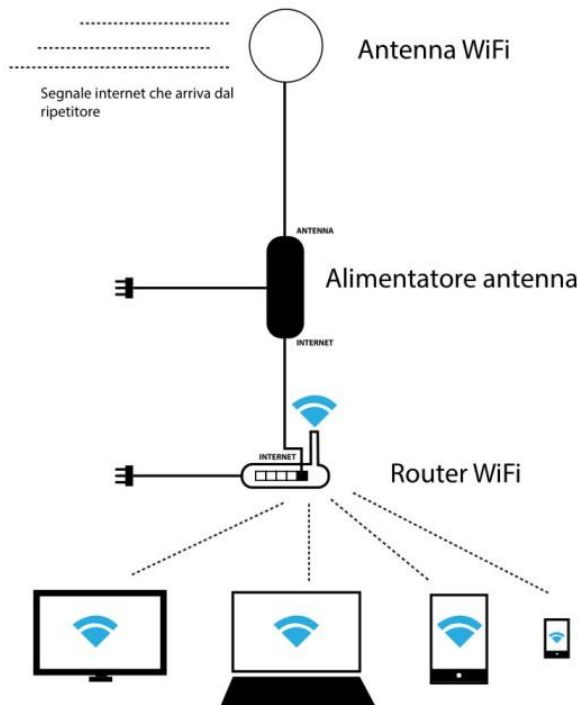 Antenna WiFi
Segnale internet che arriva dal
ripetitore
ANTENNA
Alimentatore antenna
INTERNET
INTERNET
Router WiFi